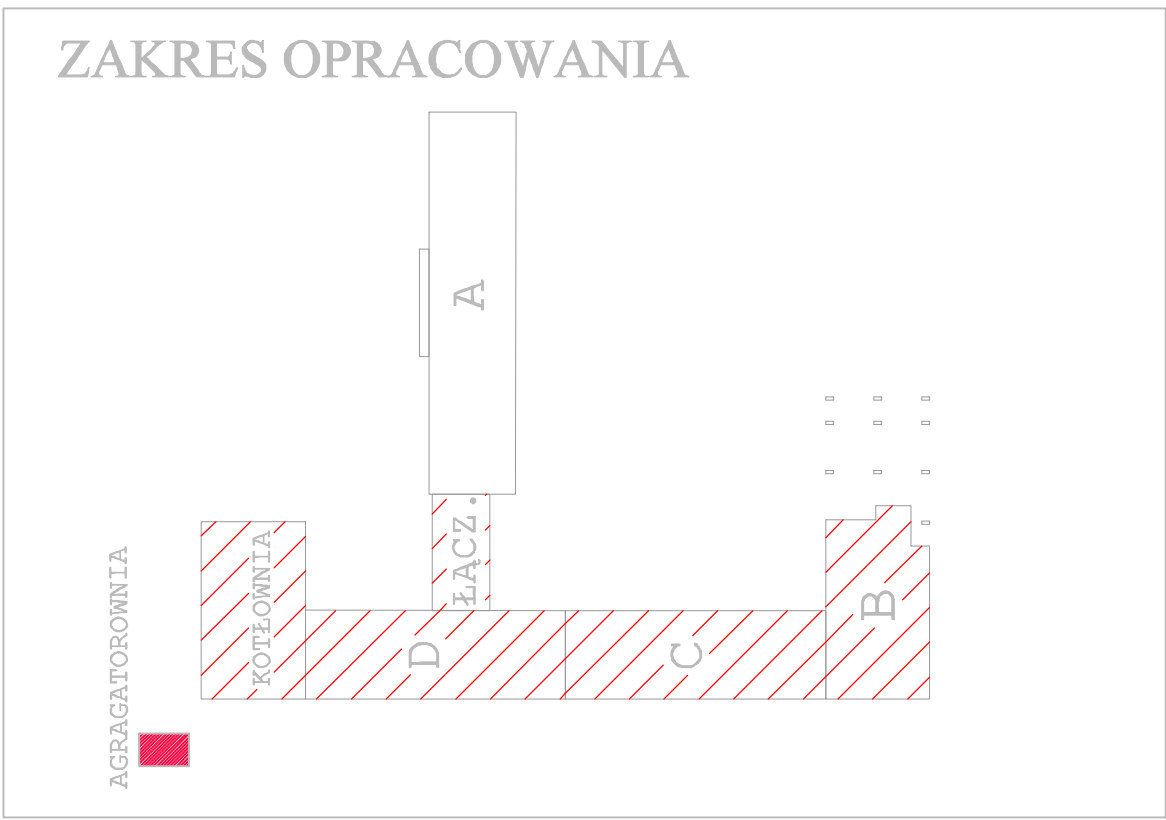 ZAKRES OPRACOWANIA
A
ŁĄCZ.
KOTŁOWNIA
D
C
B
AGRAGATOROWNIA